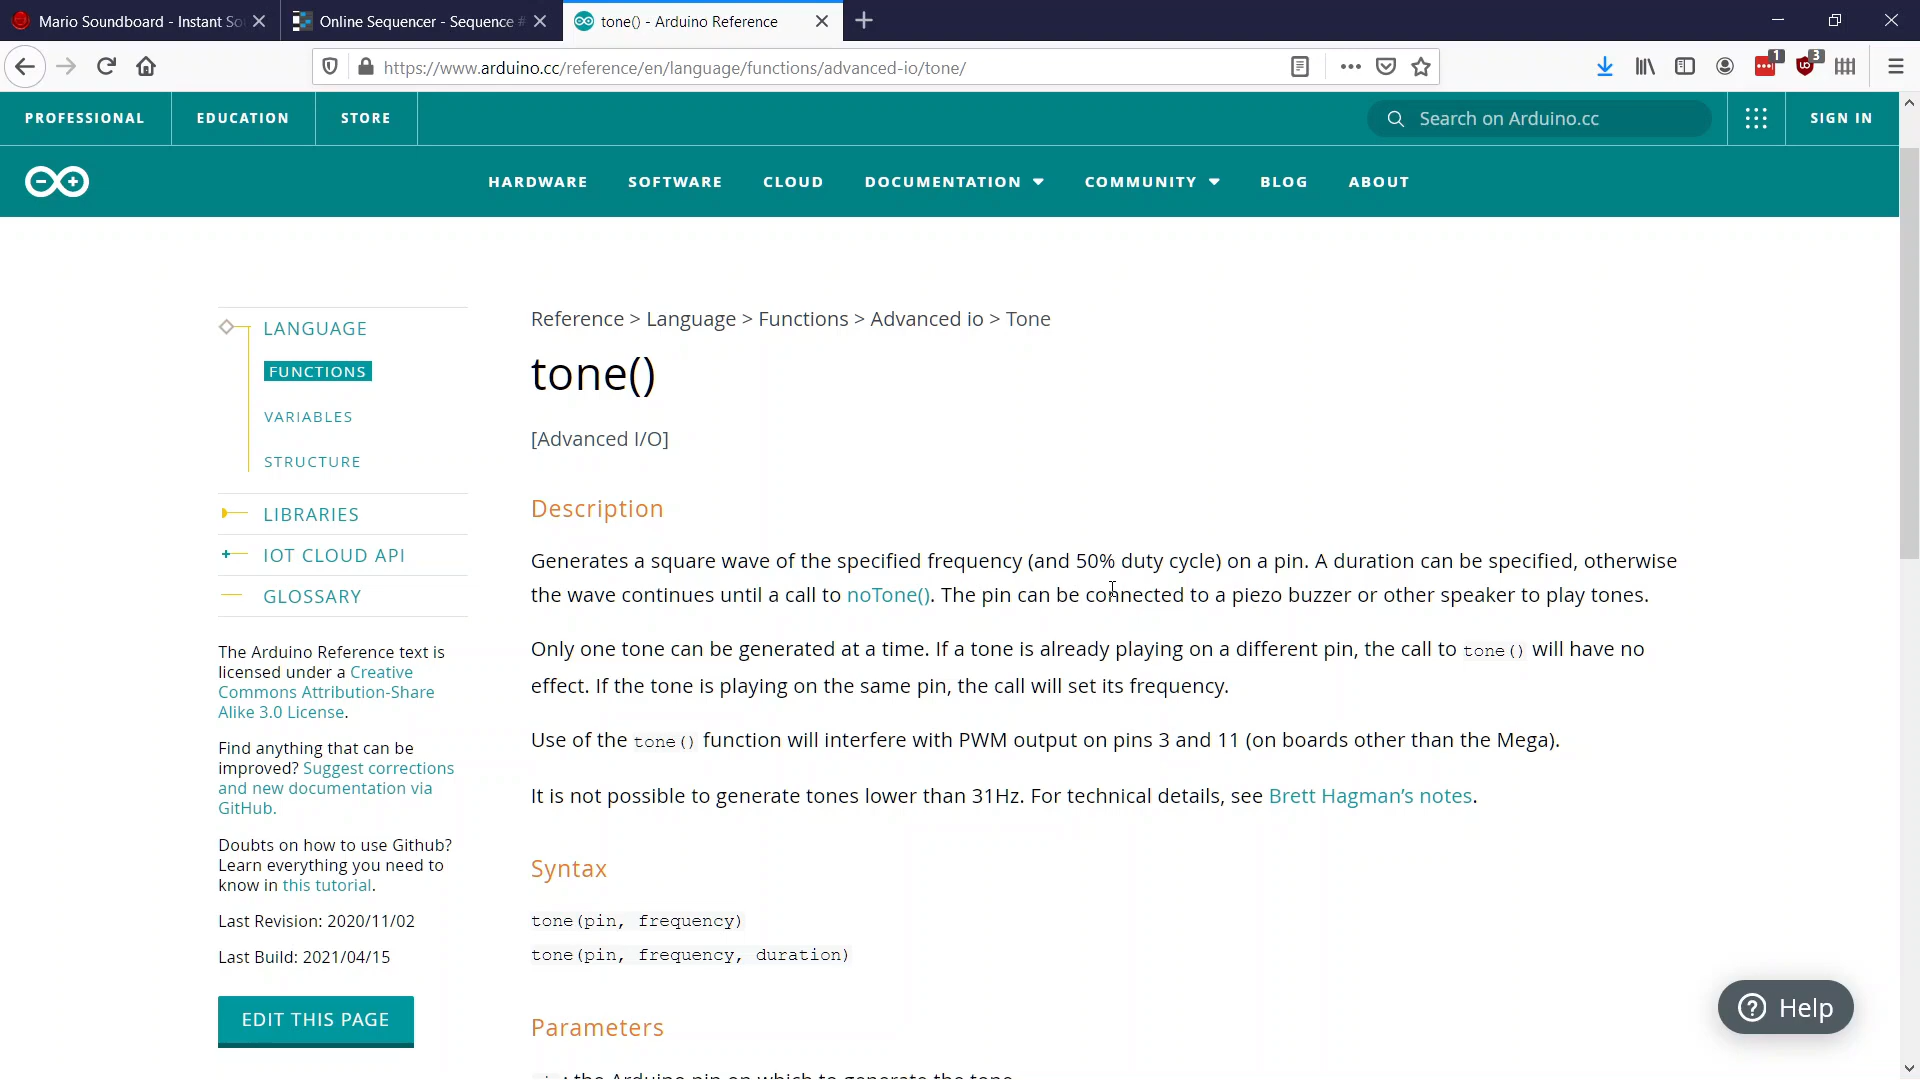 Mario Soundboard - Instant So
Online Sequencer - Sequence #
tone() - Arduino Reference
https://www.arduino.cc/reference/en/language/functions/advanced-io/tone/
1
3
PROFESSIONAL
EDUCATION
STORE
Search on Arduino.cc
SIGN IN
HARDWARE
SOFTWARE
CLOUD
DOCUMENTATION
COMMUNITY
BLOG
ABOUT
LANGUAGE
FUNCTIONS
VARIABLES
STRUCTURE
LIBRARIES
IOT CLOUD API
GLOSSARY
The Arduino Reference text is
licensed under a Creative
Commons Attribution-Share
Alike 3.0 License.
Find anything that can be
improved? Suggest corrections
and new documentation via
GitHub.
Doubts on how to use Github?
Learn everything you need to
know in this tutorial.
Last Revision: 2020/11/02
Last Build: 2021/04/15
EDIT THIS PAGE
Reference > Language > Functions > Advanced io > Tone
tone()
[Advanced I/O]
Description
Generates a square wave of the specified frequency (and 50% duty cycle) on a pin. A duration can be specified, otherwise
the wave continues until a call to noTone(). The pin can be connected to a piezo buzzer or other speaker to play tones.
Only one tone can be generated at a time. If a tone is already playing on a different pin, the call to tone() will have no
effect. If the tone is playing on the same pin, the call will set its frequency.
Use of the tone() function will interfere with PWM output on pins 3 and 11 (on boards other than the Mega).
It is not possible to generate tones lower than 31Hz. For technical details, see Brett Hagman's notes.
Syntax
tone(pin, frequency)
tone(pin, frequency, duration)
Parameters
: the Arduino pin on which to generate the tone.
Help